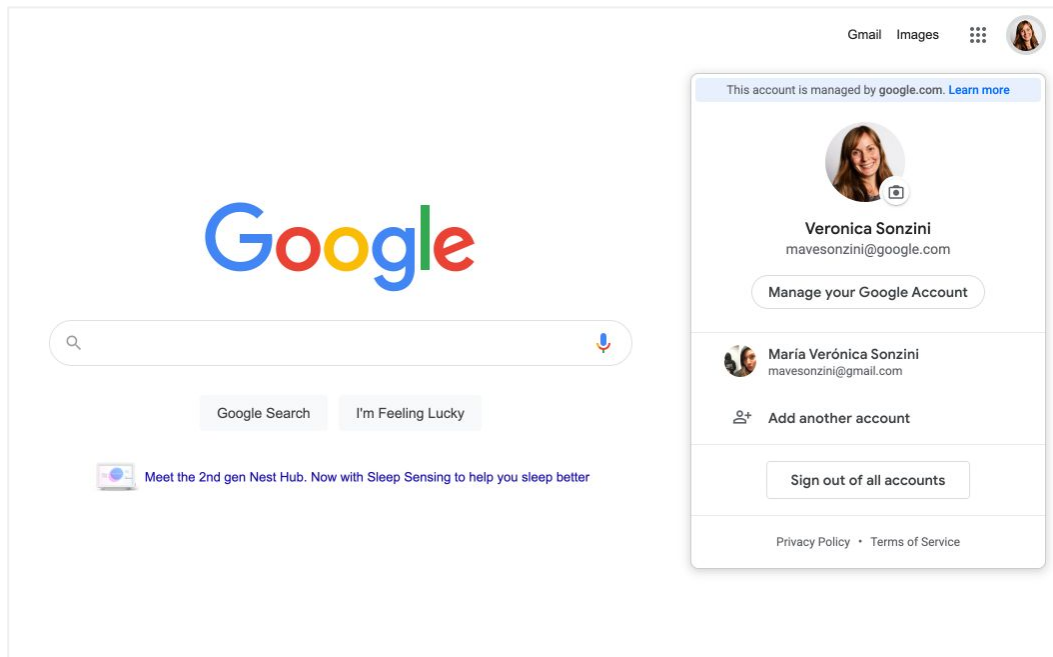 Gmail Images
This account is managed by google.com. Learn more
Veronica Sonzini
mavesonzini@google.com
Manage your Google Account
María Verónica Sonzini
mavesonzini@gmail.com
Add another account
Sign out of all accounts
Privacy Policy • Terms of Service
Google
Google Search I'm Feeling Lucky
Meet the 2nd gen Nest Hub. Now with Sleep Sensing to help you sleep better